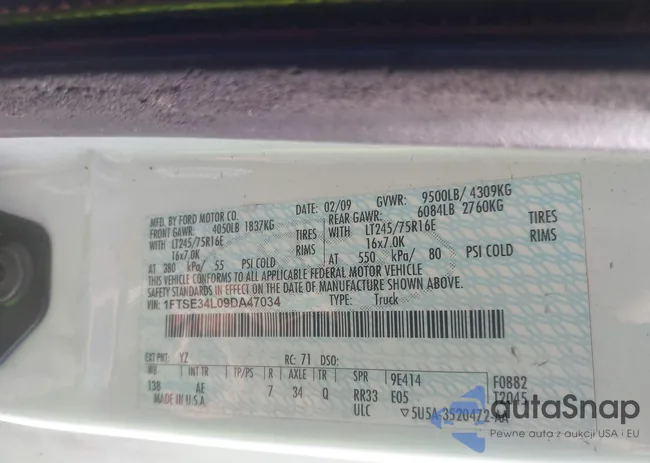 MFD. BY FORD MOTOR CO. 02/09 GVWR: 9500LB/ 4309KG
FRONT GAWR: 4050LB 1837KG REAR GAWR: 6084LB 2760KG
WITH LT245/75R16E TIRES WITH LT245/75R16E TIRES
16x7.0K RIMS 16x7.0K RIMS
AT 380 kPa/ 55 PSI COLD AT 550 kPa/ 80 PSI COLD
THIS VEHICLE CONFORMS TO ALL APPLICABLE FEDERAL MOTOR VEHICLE
SAFETY STANDARDS IN EFFECT ON THE DATE OF MANUFACTURE SHOWN ABOVE.
VIN: 1FTSE34L09DA47034 TYPE: Truck
EXT PNT: YZ RC: 71 DSO:
WB INT TR TP/PS R AXLE TR SPR 9E414 F0882
138 AE 7 34 Q RR33 E05 T2045
MADE IN U.S.A. ULC ▽5USA-3520472-AA
autoSnap
Pewne auta z aukcji USA i EU